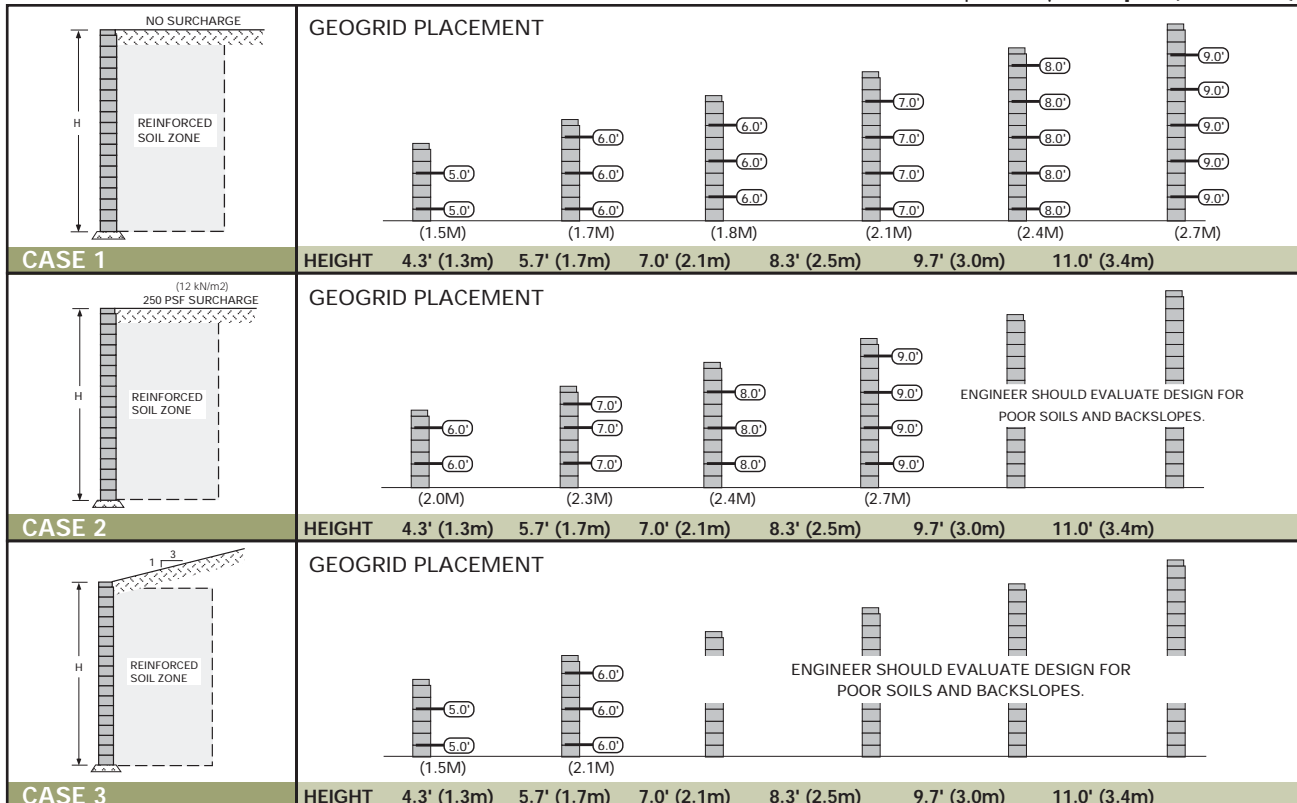 NO SURCHARGE
H
REINFORCED
SOIL ZONE
CASE 1
GEOGRID PLACEMENT
5.0'
5.0'
(1.5M)
6.0'
6.0'
6.0'
(1.7M)
6.0'
6.0'
6.0'
(1.8M)
7.0'
7.0'
7.0'
7.0'
(2.1M)
8.0'
8.0'
8.0'
8.0'
8.0'
(2.4M)
9.0'
9.0'
9.0'
9.0'
9.0'
(2.7M)
HEIGHT 4.3' (1.3m) 5.7' (1.7m) 7.0' (2.1m) 8.3' (2.5m) 9.7' (3.0m) 11.0' (3.4m)
(12 kN/m2)
250 PSF SURCHARGE
H
REINFORCED
SOIL ZONE
CASE 2
GEOGRID PLACEMENT
6.0'
6.0'
(2.0M)
7.0'
7.0'
7.0'
(2.3M)
8.0'
8.0'
8.0'
(2.4M)
9.0'
9.0'
9.0'
9.0'
(2.7M)
ENGINEER SHOULD EVALUATE DESIGN FOR
POOR SOILS AND BACKSLOPES.
HEIGHT 4.3' (1.3m) 5.7' (1.7m) 7.0' (2.1m) 8.3' (2.5m) 9.7' (3.0m) 11.0' (3.4m)
3
1
H
REINFORCED
SOIL ZONE
CASE 3
GEOGRID PLACEMENT
5.0'
5.0'
(1.5M)
6.0'
6.0'
6.0'
(2.1M)
ENGINEER SHOULD EVALUATE DESIGN FOR
POOR SOILS AND BACKSLOPES.
HEIGHT 4.3' (1.3m) 5.7' (1.7m) 7.0' (2.1m) 8.3' (2.5m) 9.7' (3.0m) 11.0' (3.4m)